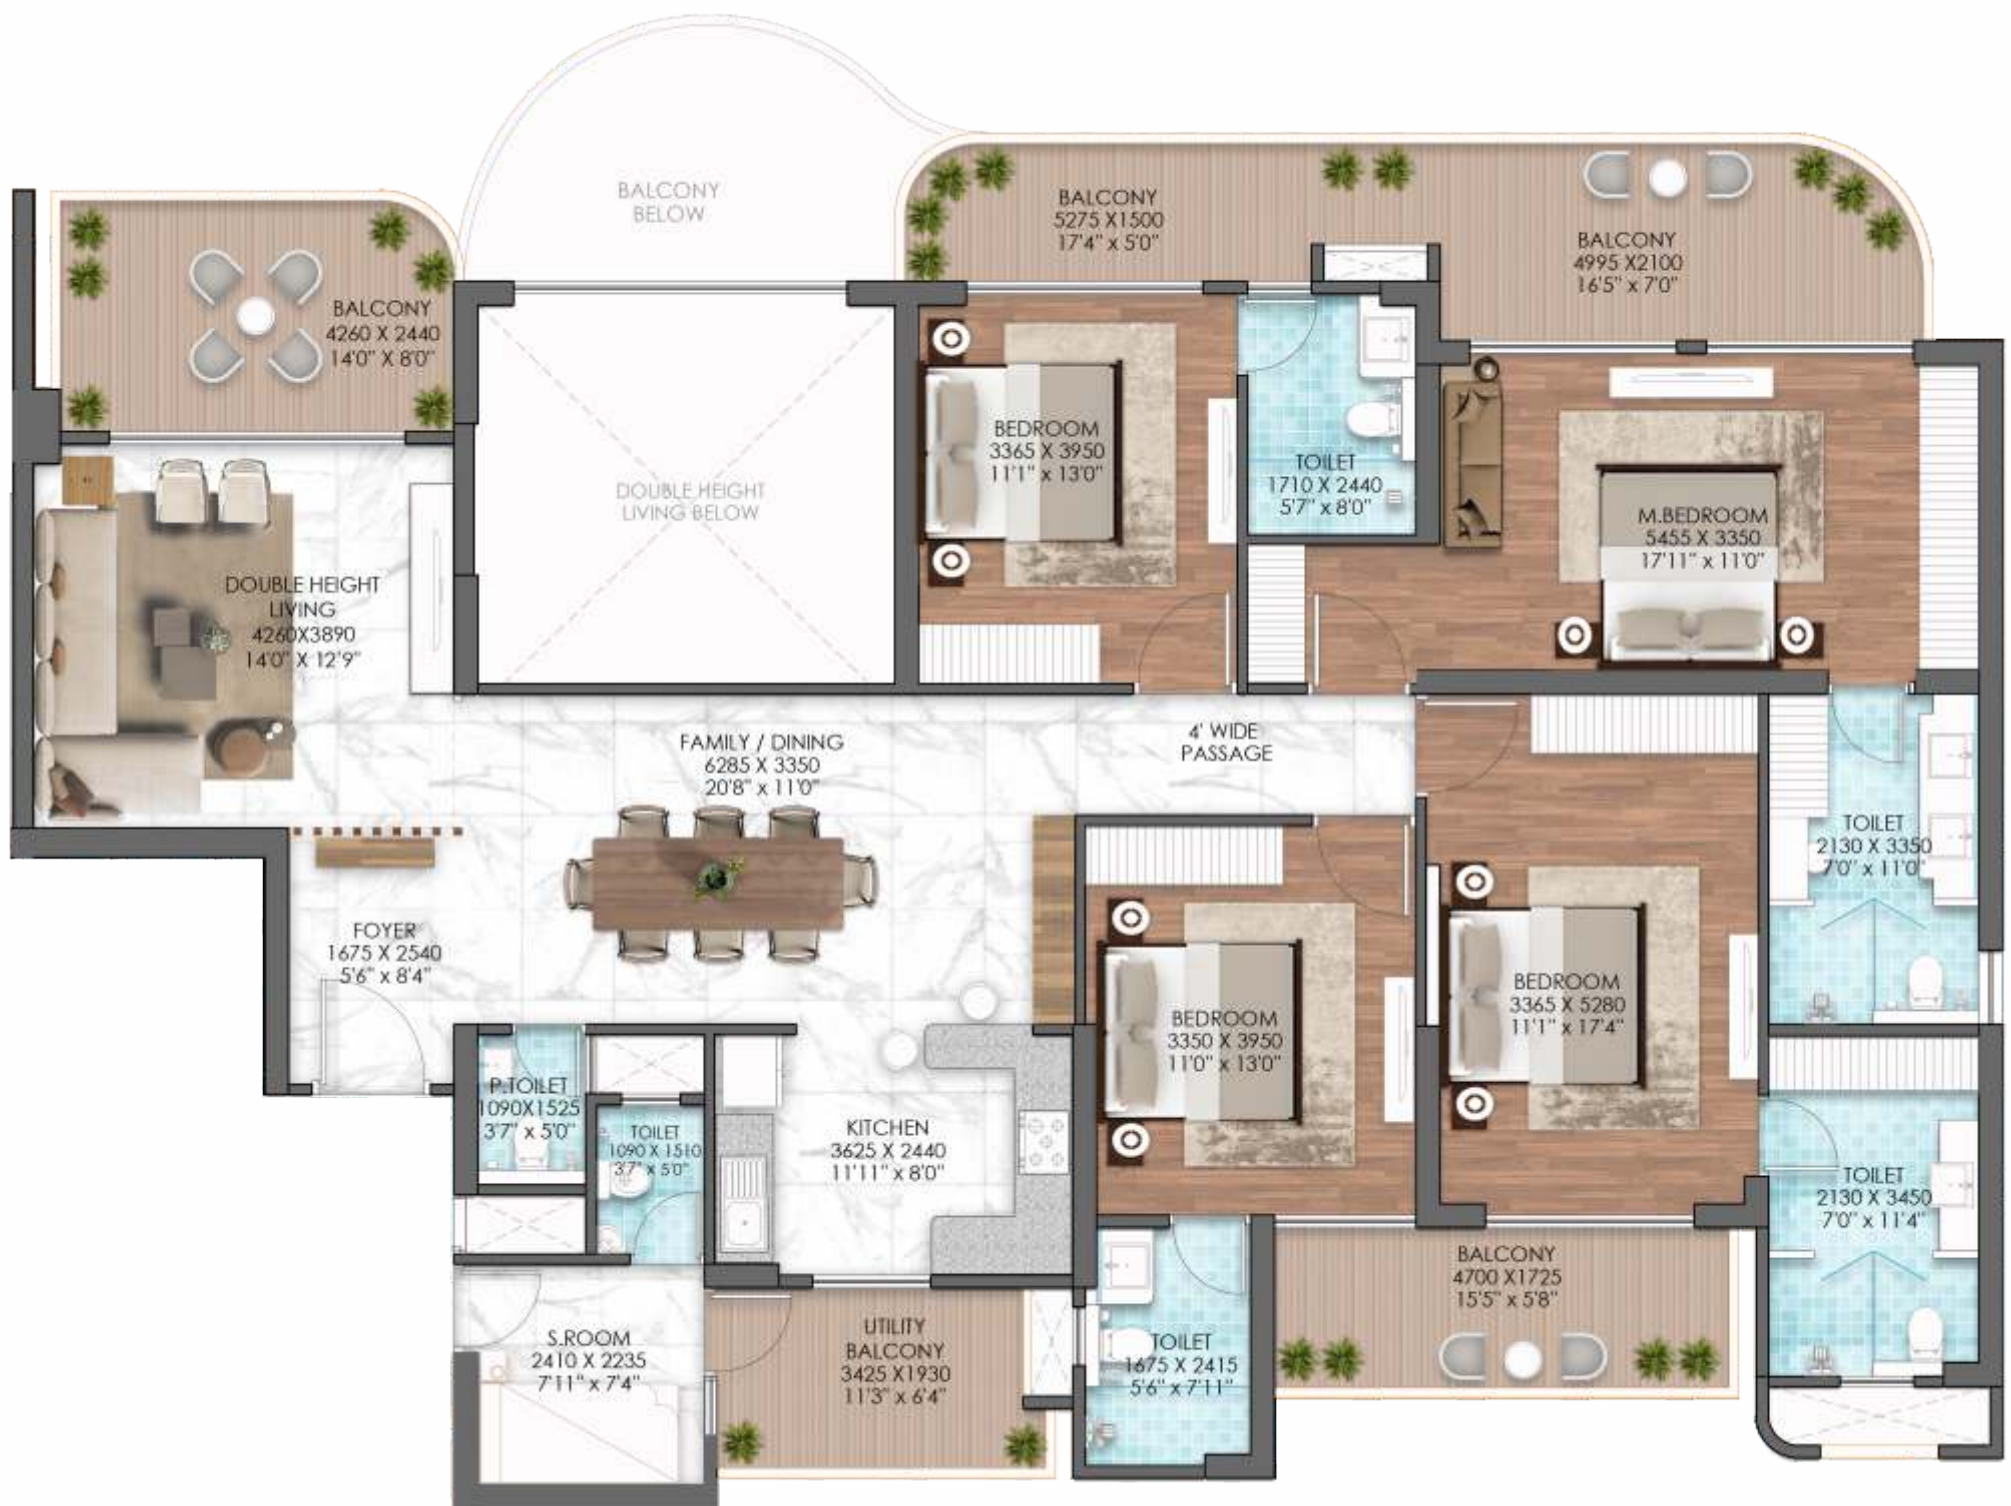 BALCONY
BELOW
BALCONY
5275 X1500
17'4" x 5'0"
BALCONY
4995 X2100
16'5" x 7'0"
BALCONY
4260 X 2440
14'0" X 8'0"
BEDROOM
3365 X 3950
11'1" x 13'0"
TOILET
1710 X 2440
5'7" x 8'0"
DOUBLE HEIGHT
LIVING BELOW
M.BEDROOM
5455 X 3350
17'11" x 11'0"
DOUBLE HEIGHT
LIVING
4260X3890
14'0" X 12'9"
FAMILY / DINING
6285 X 3350
20'8" x 11'0"
4' WIDE
PASSAGE
TOILET
2130 X 3350
7'0" x 11'0"
FOYER
1675 X 2540
5'6" x 8'4"
BEDROOM
3350 X 3950
11'0" x 13'0"
BEDROOM
3365 X 5280
11'1" x 17'4"
P.TOILET
1090X1525
3'7" x 5'0"
TOILET
1090 X 1510
3'7" x 5'0"
KITCHEN
3625 X 2440
11'11" x 8'0"
TOILET
2130 X 3450
7'0" x 11'4"
BALCONY
4700 X1725
15'5" x 5'8"
S.ROOM
2410 X 2235
7'11" x 7'4"
UTILITY
BALCONY
3425 X1930
11'3" x 6'4"
TOILET
1675 X 2415
5'6" x 7'11"